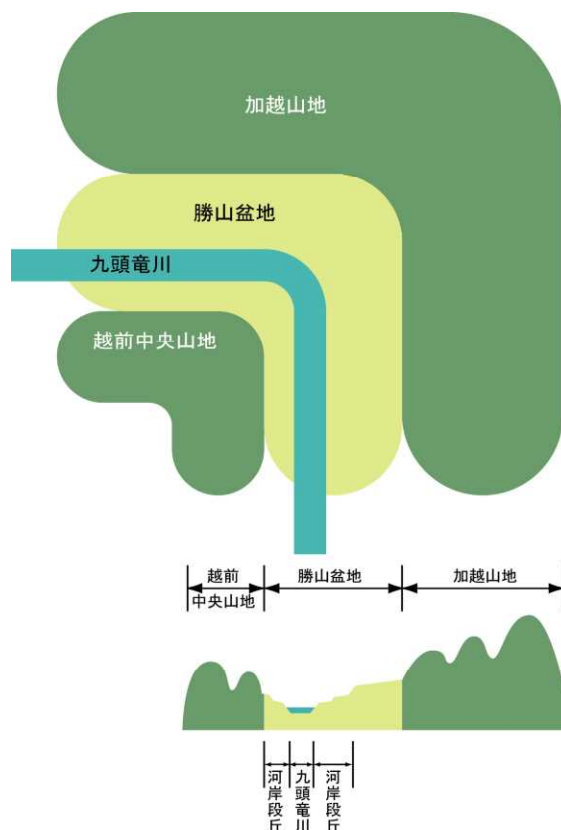 加越山地
勝山盆地
九頭竜川
越前中央山地
越前
中央山地
勝山盆地
加越山地
河岸段丘
九頭竜川
河岸段丘